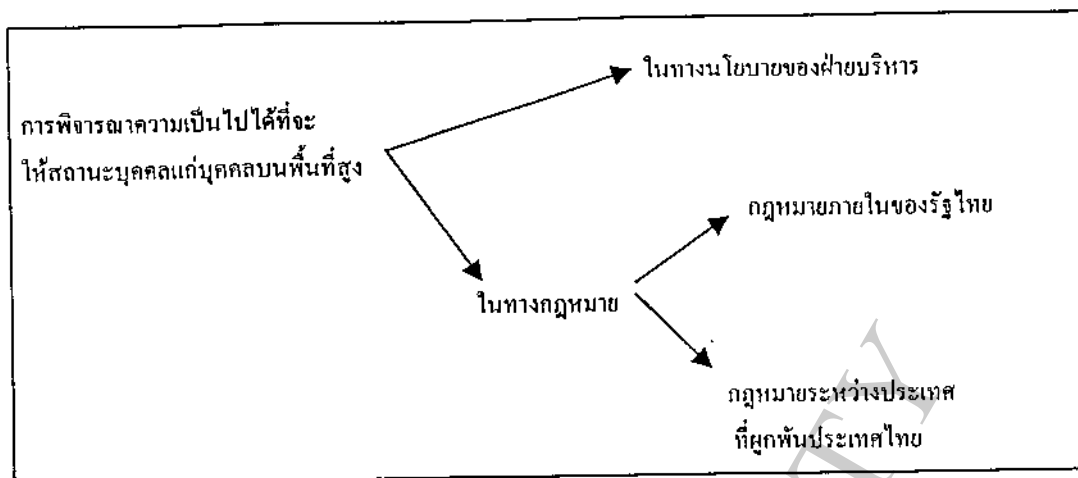 ในทางนโยบายของฝ่ายบริหาร
การพิจารณาความเป็นไปได้ที่จะ
ให้สถานะบุคคลแก่บุคคลบนพื้นที่สูง
กฎหมายภายในของรัฐไทย
ในทางกฎหมาย
กฎหมายระหว่างประเทศ
ที่ผูกพันประเทศไทย